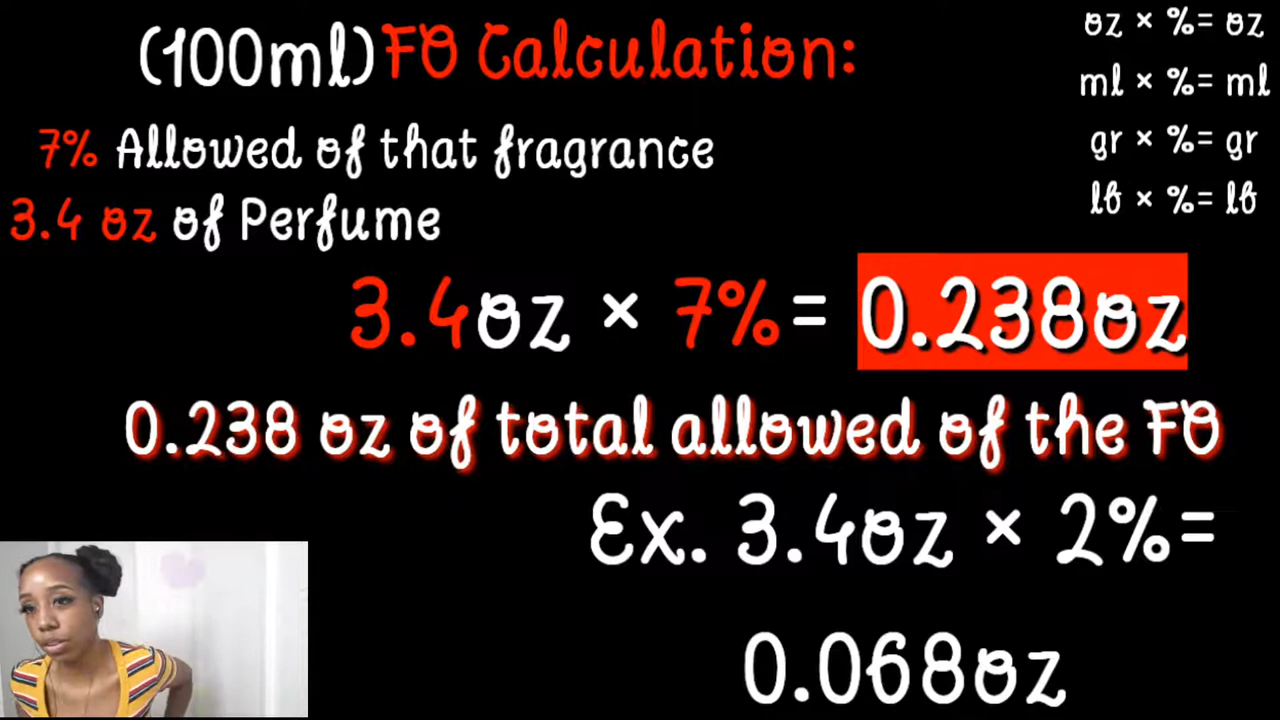 (100ml) FO Calculation:
7% Allowed of that fragrance
3.4 oz of Perfume
oz × %= oz
ml × %= ml
gr × %= gr
lb × %= lb
3.4oz × 7%= 0.238oz
0.238 oz of total allowed of the FO
Ex. 3.4oz × 2%=
0.068oz